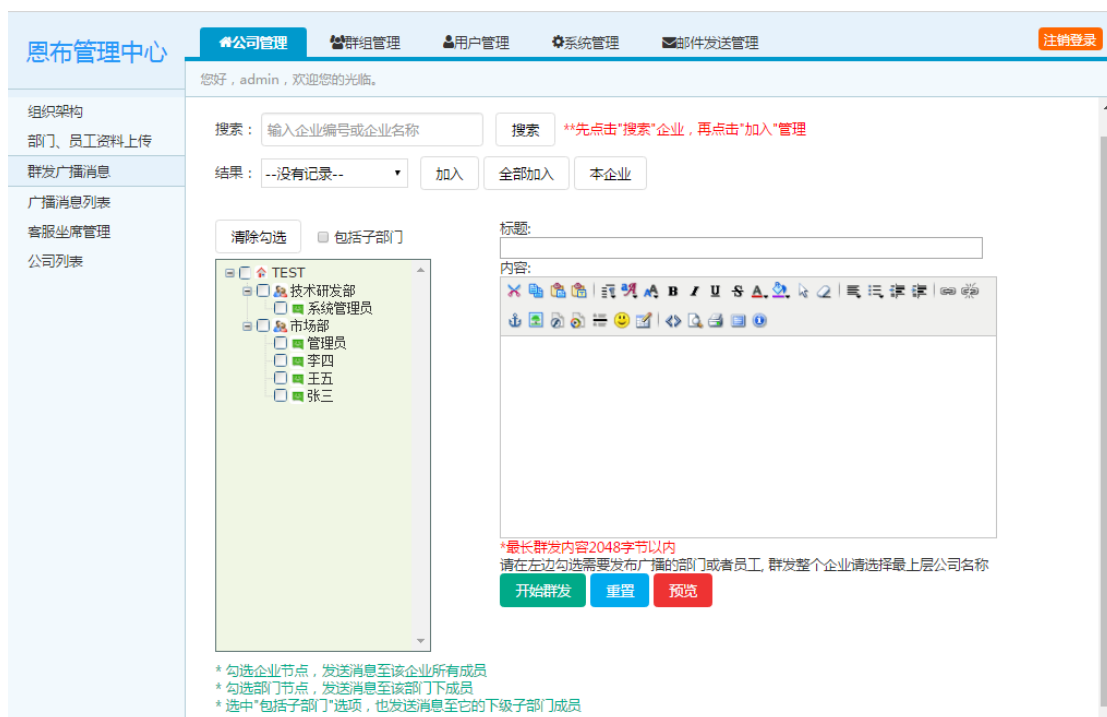 恩布管理中心
公司管理 群组管理 用户管理 系统管理 邮件发送管理 注销登录
您好，admin，欢迎您的光临。
组织架构
部门、员工资料上传
群发广播消息
广播消息列表
客服坐席管理
公司列表
搜索： 输入企业编号或企业名称 搜索 **先点击"搜索"企业，再点击"加入"管理
结果： --没有记录-- 加入 全部加入 本企业
清除勾选 包括子部门
TEST
技术研发部
系统管理员
市场部
管理员
李四
王五
张三
标题:
内容:
*最长群发内容2048字节以内
请在左边勾选需要发布广播的部门或者员工, 群发整个企业请选择最上层公司名称
开始群发 重置 预览
* 勾选企业节点，发送消息至该企业所有成员
* 勾选部门节点，发送消息至该部门下成员
* 选中"包括子部门"选项，也发送消息至它的下级子部门成员